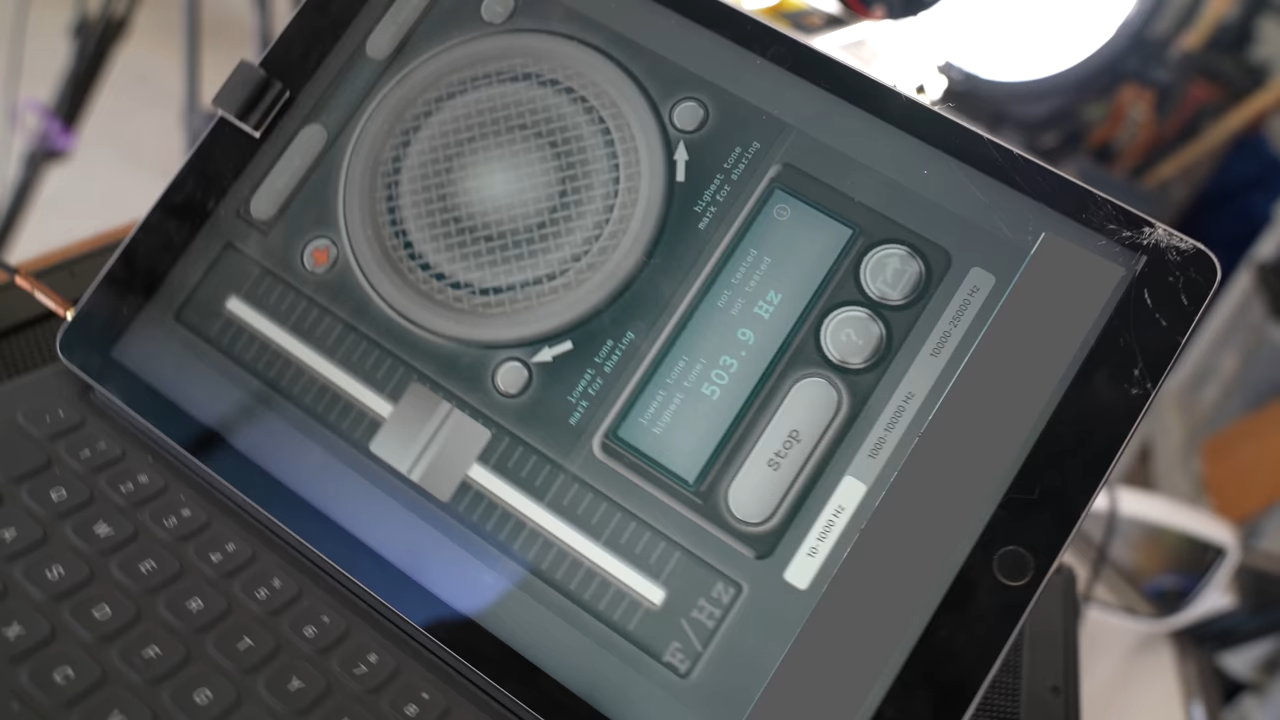 highest tone
mark for sharing
lowest tone
mark for sharing
lowest tone: not tested
highest tone: not tested
503.9 Hz
?
Stop
10-1000 Hz
1000-10000 Hz
10000-25000 Hz
F/Hz
W
E
R
T
Y
S
D
F
G